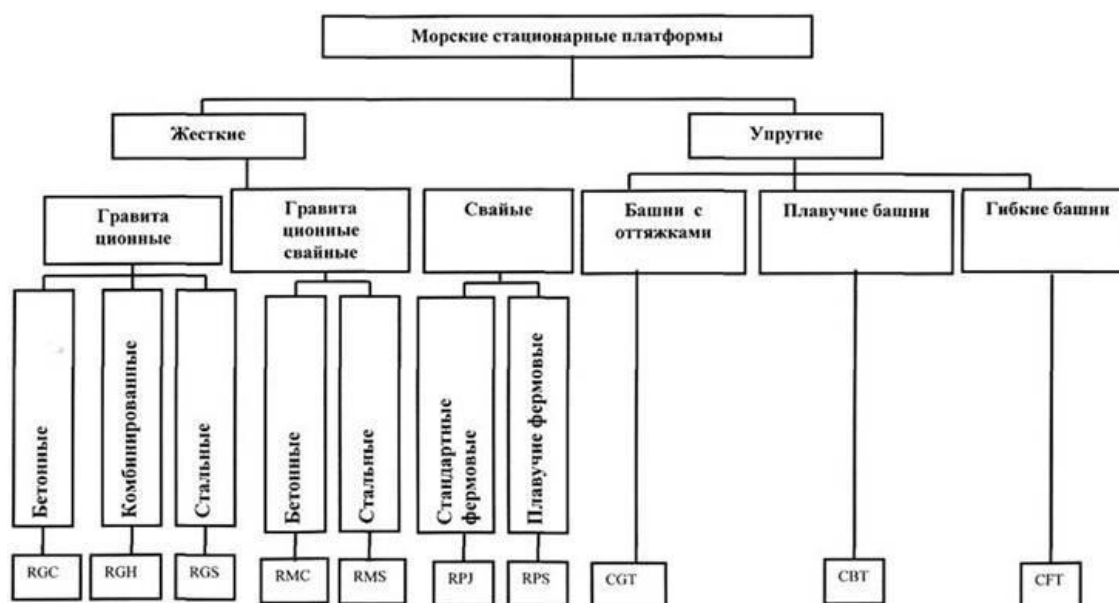 Морские стационарные платформы
Жесткие
Упругие
Гравита
ционные
Гравита
ционные
свайные
Свайые
Башни с
оттяжками
Плавучие башни
Гибкие башни
Бетонные
Комбинированные
Стальные
Бетонные
Стальные
Стандартные
фермовые
Плавучие фермовые
RGC
RGH
RGS
RMC
RMS
RPJ
RPS
CGT
CBT
CFT